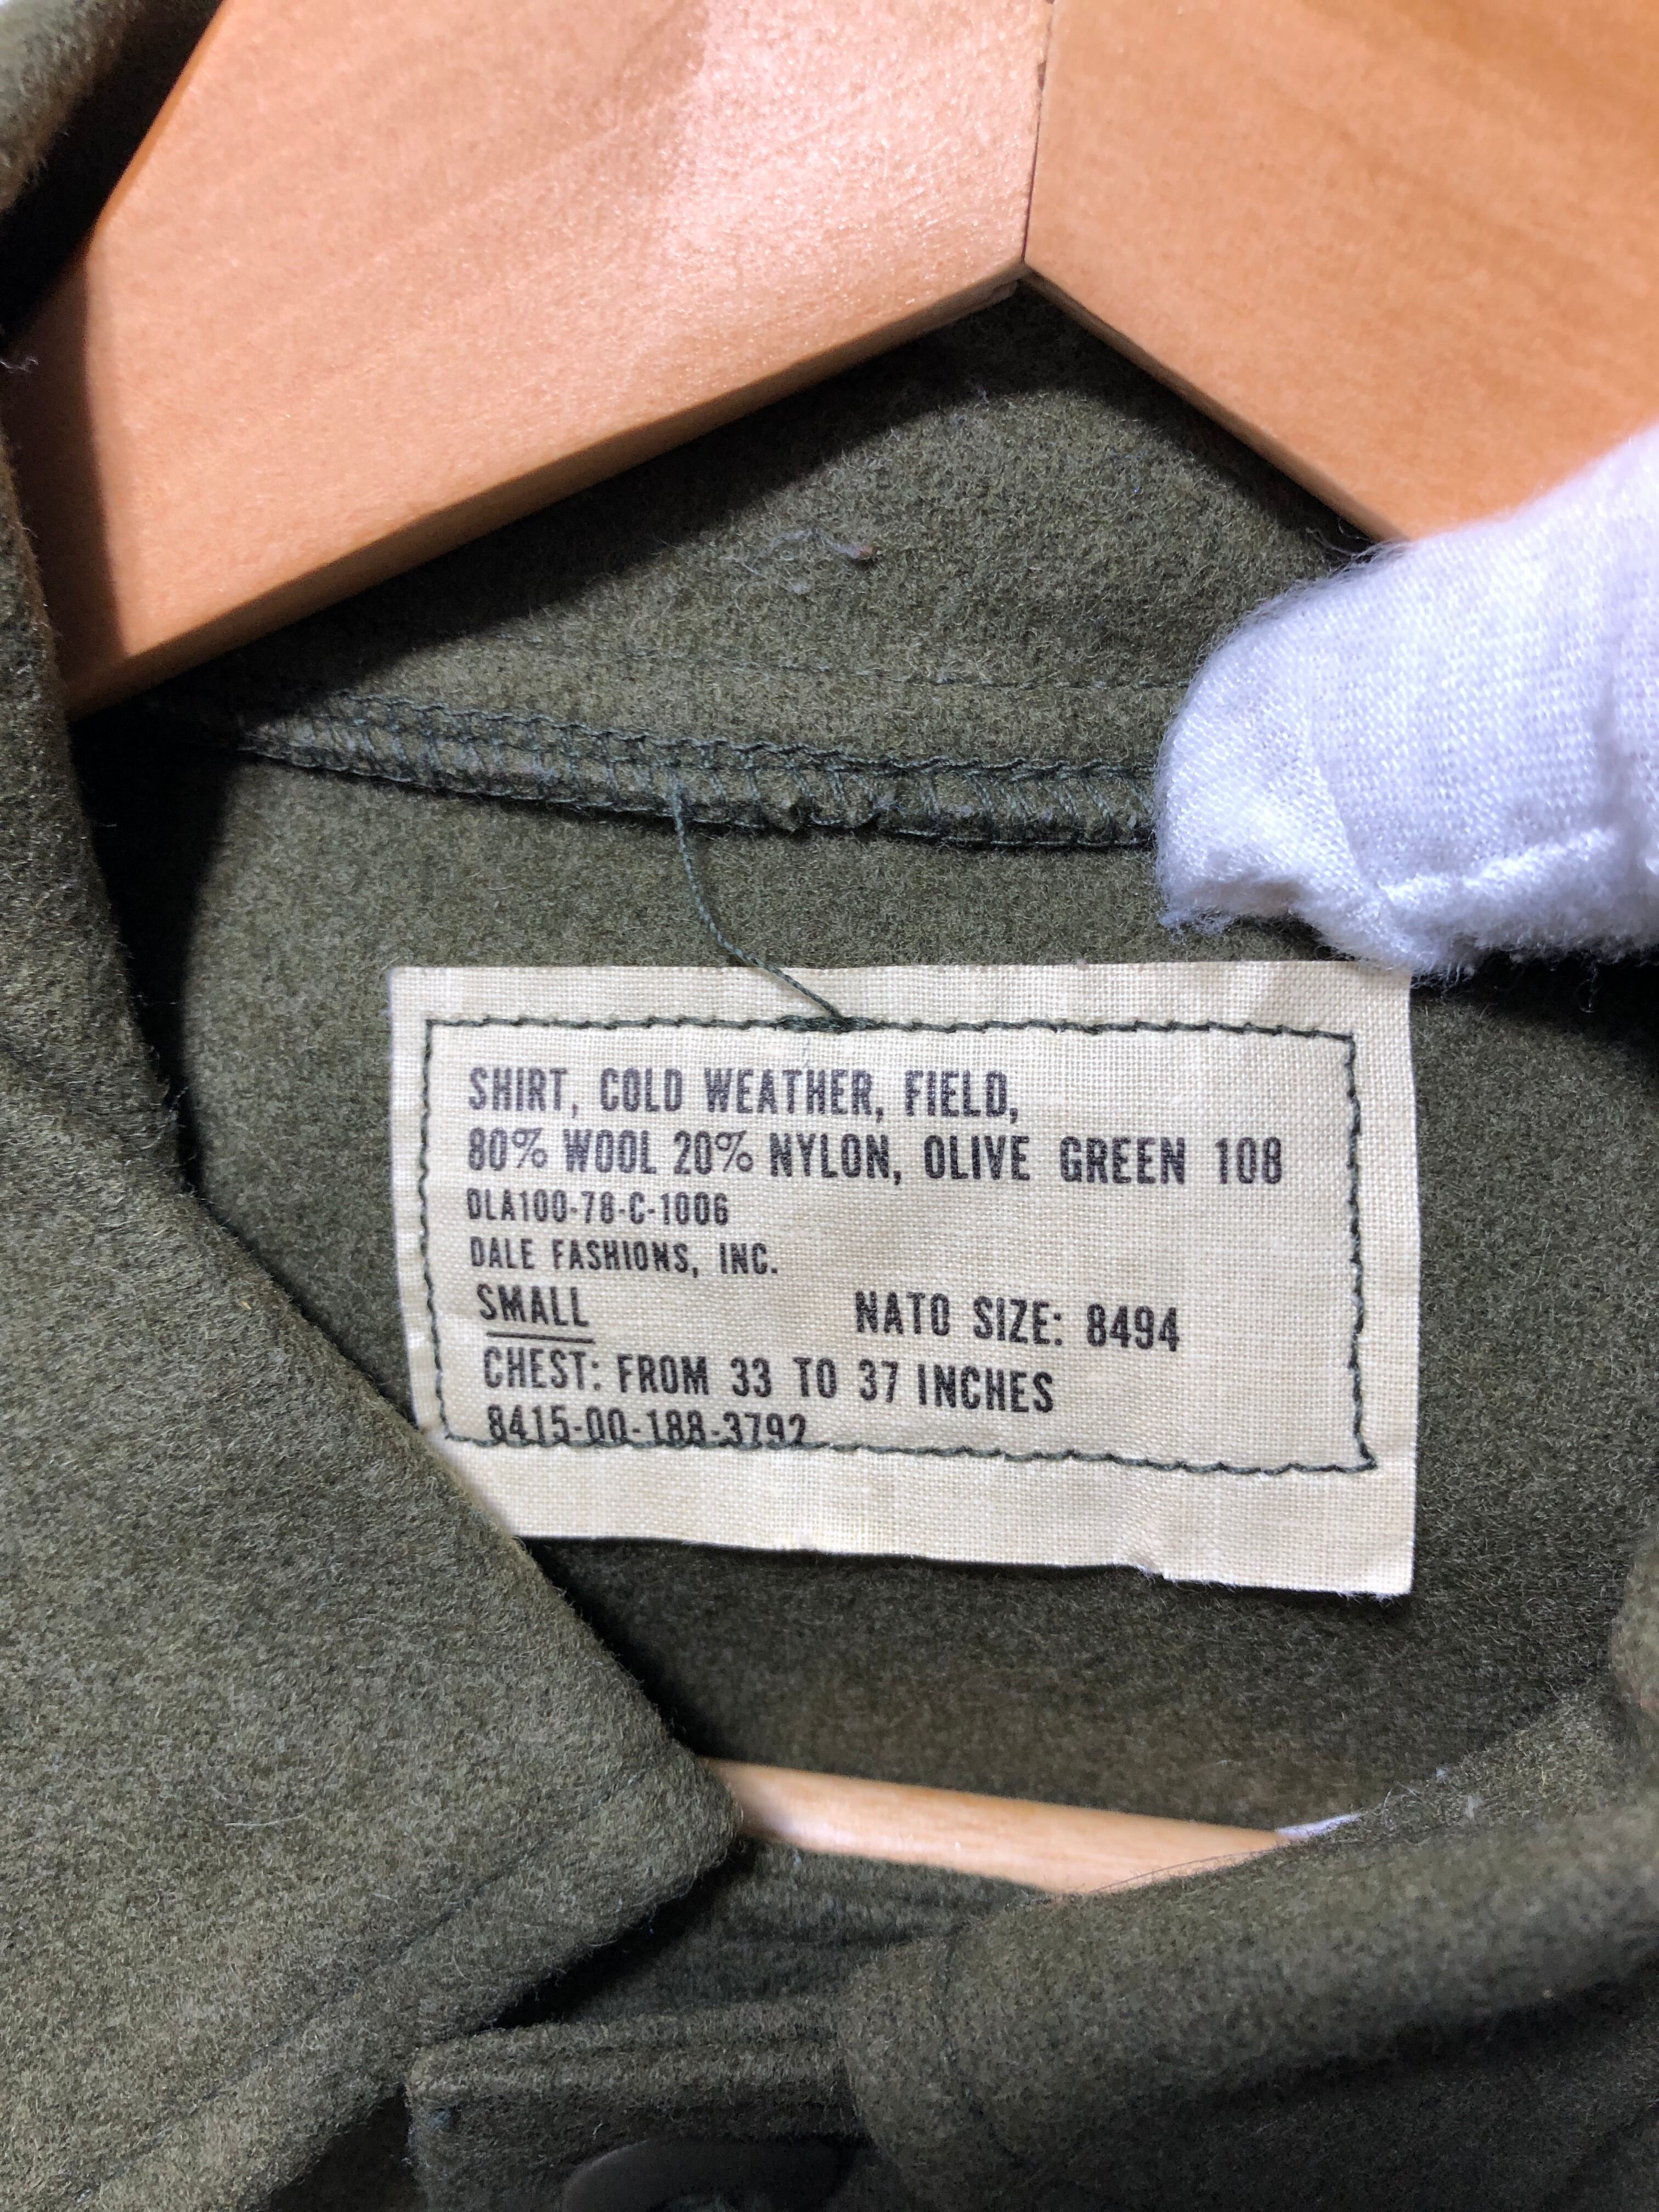 SHIRT, COLD WEATHER, FIELD,
80% WOOL 20% NYLON, OLIVE GREEN 108
DLA100-78-C-1006
DALE FASHIONS, INC.
SMALL NATO SIZE: 8494
CHEST: FROM 33 TO 37 INCHES
8415-00-188-3792